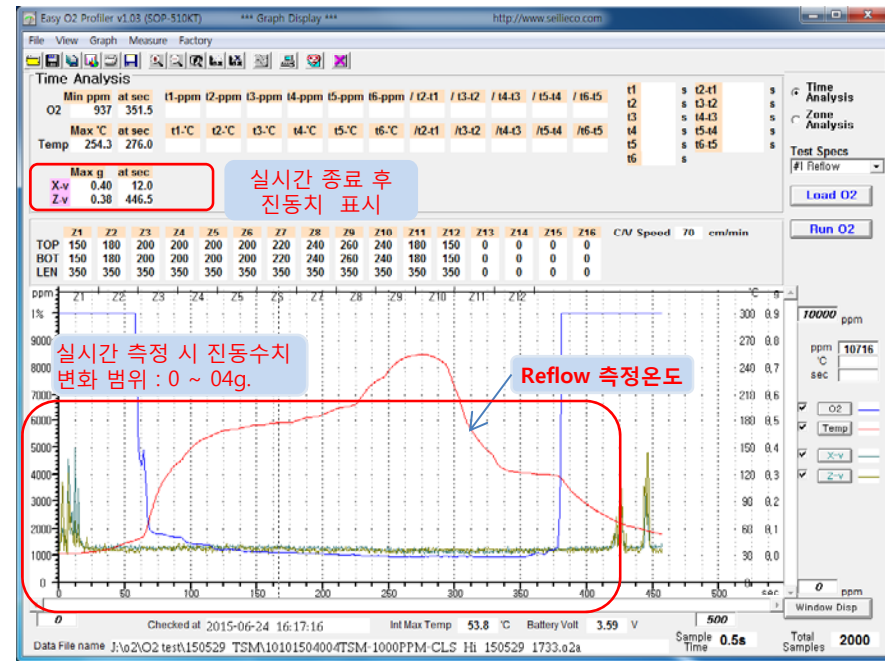 Easy O2 Profiler v1.03 (SOP-510KT) *** Graph Display *** http://www.seillieco.com
File View Graph Measure Factory
Time Analysis
Min ppm at sec t1-ppm t2-ppm t3-ppm t4-ppm t5-ppm t6-ppm / t2-t1 / t3-t2 / t4-t3 / t5-t4 / t6-t5
O2 937 351.5
Max ℃ at sec t1-℃ t2-℃ t3-℃ t4-℃ t5-℃ t6-℃ /t2-t1 /t3-t2 /t4-t3 /t5-t4 /t6-t5
Temp 254.3 276.0
Max g at sec
X-v 0.40 12.0
Z-v 0.38 446.5
실시간 종료 후
진동치 표시
t1 s t2-t1 s
t2 s t3-t2 s
t3 s t4-t3 s
t4 s t5-t4 s
t5 s t6-t5 s
t6 s
Time
Analysis
Zone
Analysis
Test Specs
#1 Reflow
Load O2
Run O2
Z1 Z2 Z3 Z4 Z5 Z6 Z7 Z8 Z9 Z10 Z11 Z12 Z13 Z14 Z15 Z16 C/V Speed 70 cm/min
TOP 150 180 200 200 200 200 220 240 260 240 180 150 0 0 0 0
BOT 150 180 200 200 200 200 220 240 260 240 180 150 0 0 0 0
LEN 350 350 350 350 350 350 350 350 350 350 350 350 0 0 0 0
ppm Z1 Z2 Z3 Z4 Z5 Z6 Z7 Z8 Z9 Z10 Z11 Z12 ℃ g
1% 300 0.9
9000 270 0.8
8000 240 0.7
7000 210 0.6
6000 180 0.5
5000 150 0.4
4000 120 0.3
3000 90 0.2
2000 60 0.1
1000 30 0.0
0
0 50 100 150 200 250 300 350 400 450 500 sec
실시간 측정 시 진동수치
변화 범위 : 0 ~ 04g.
Reflow 측정온도
10000 ppm
ppm 10716
℃
sec
O2
Temp
X-v
Z-v
0 ppm
Window Disp
0 Checked at 2015-06-24 16:17:16 Int Max Temp 53.8 ℃ Battery Volt 3.59 V 500
Data File name J:\o2\O2 test\150529 TSM\10101504004TSM-1000PPM-CLS Hi 150529 1733.o2a
Sample Time 0.5s
Total Samples 2000